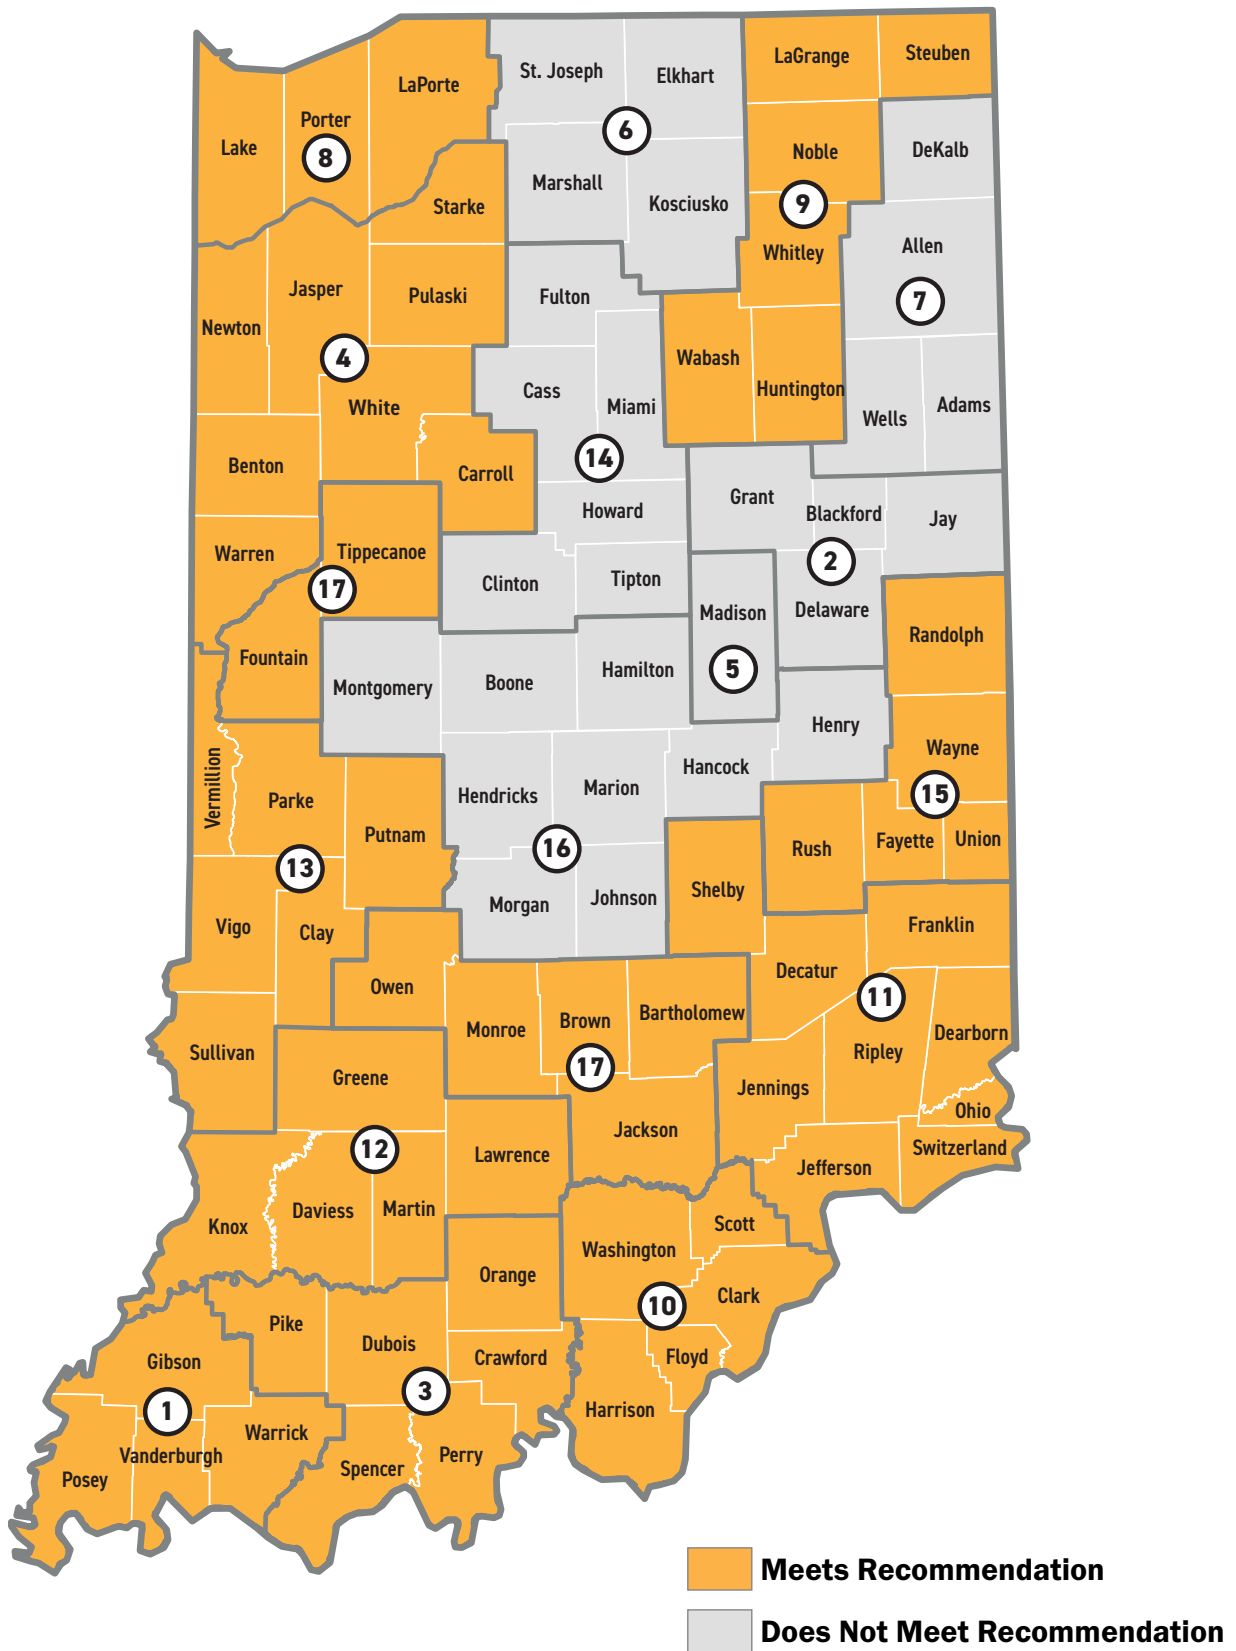 LaGrange
Steuben
St. Joseph
Elkhart
LaPorte
Porter
8
Lake
6
Noble
DeKalb
Marshall
Kosciusko
Starke
9
Whitley
Allen
7
Jasper
Pulaski
Fulton
Newton
4
Wabash
Huntington
Cass
Miami
White
Wells
Adams
Benton
Carroll
14
Grant
Blackford
Jay
Howard
Warren
Tippecanoe
17
Clinton
Tipton
2
Delaware
Madison
5
Randolph
Fountain
Montgomery
Boone
Hamilton
Henry
Wayne
15
Vermillion
Parke
Putnam
Hendricks
Marion
Hancock
16
Rush
Fayette
Union
13
Shelby
Morgan
Johnson
Vigo
Clay
Franklin
Owen
Decatur
11
Monroe
Brown
Bartholomew
17
Sullivan
Greene
Dearborn
Ripley
Jennings
Ohio
Jackson
12
Lawrence
Switzerland
Jefferson
Knox
Daviess
Martin
Scott
Washington
Orange
10
Clark
Pike
Dubois
Gibson
Crawford
Floyd
3
1
Harrison
Warrick
Vanderburgh
Posey
Spencer
Perry
Meets Recommendation
Does Not Meet Recommendation